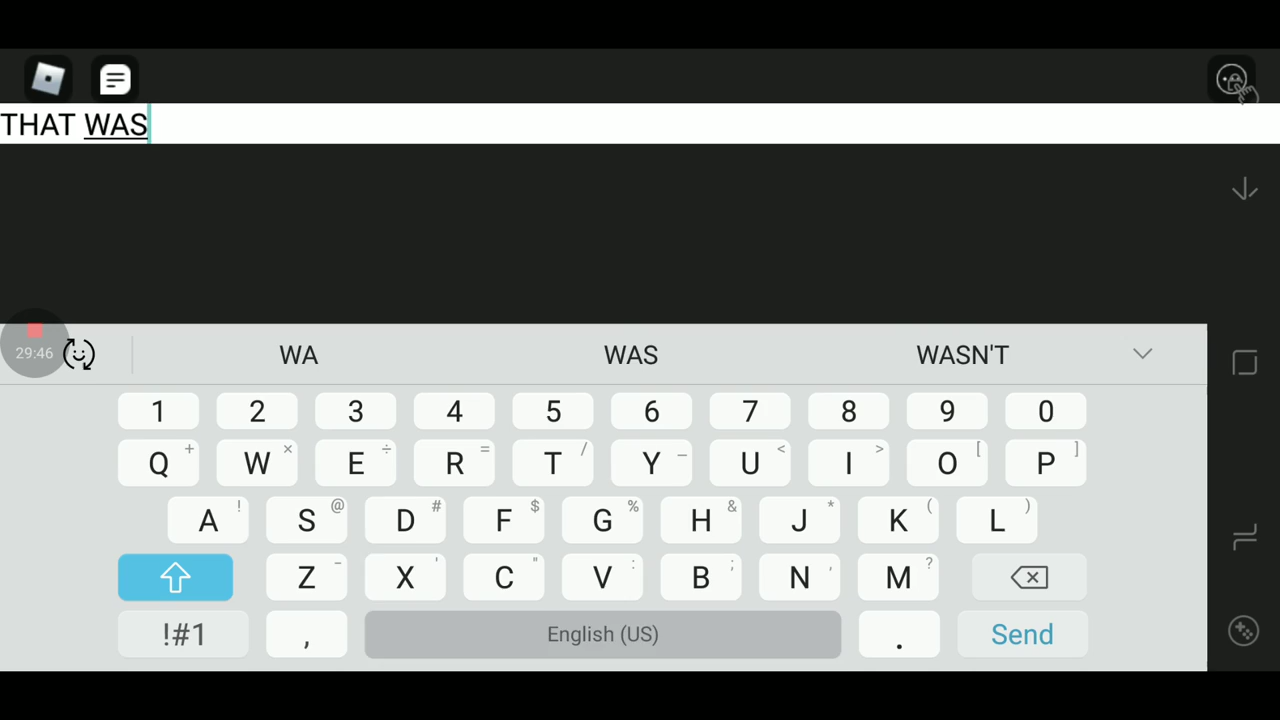 THAT WAS
29:46
WA WAS WASN'T
1 2 3 4 5 6 7 8 9 0
Q + W × E ÷ R = T / Y _ U < I > O [ P ]
A ! S @ D # F $ G % H & J * K ( L )
Z - X ' C " V : B ; N , M ?
!#1 , English (US) . Send